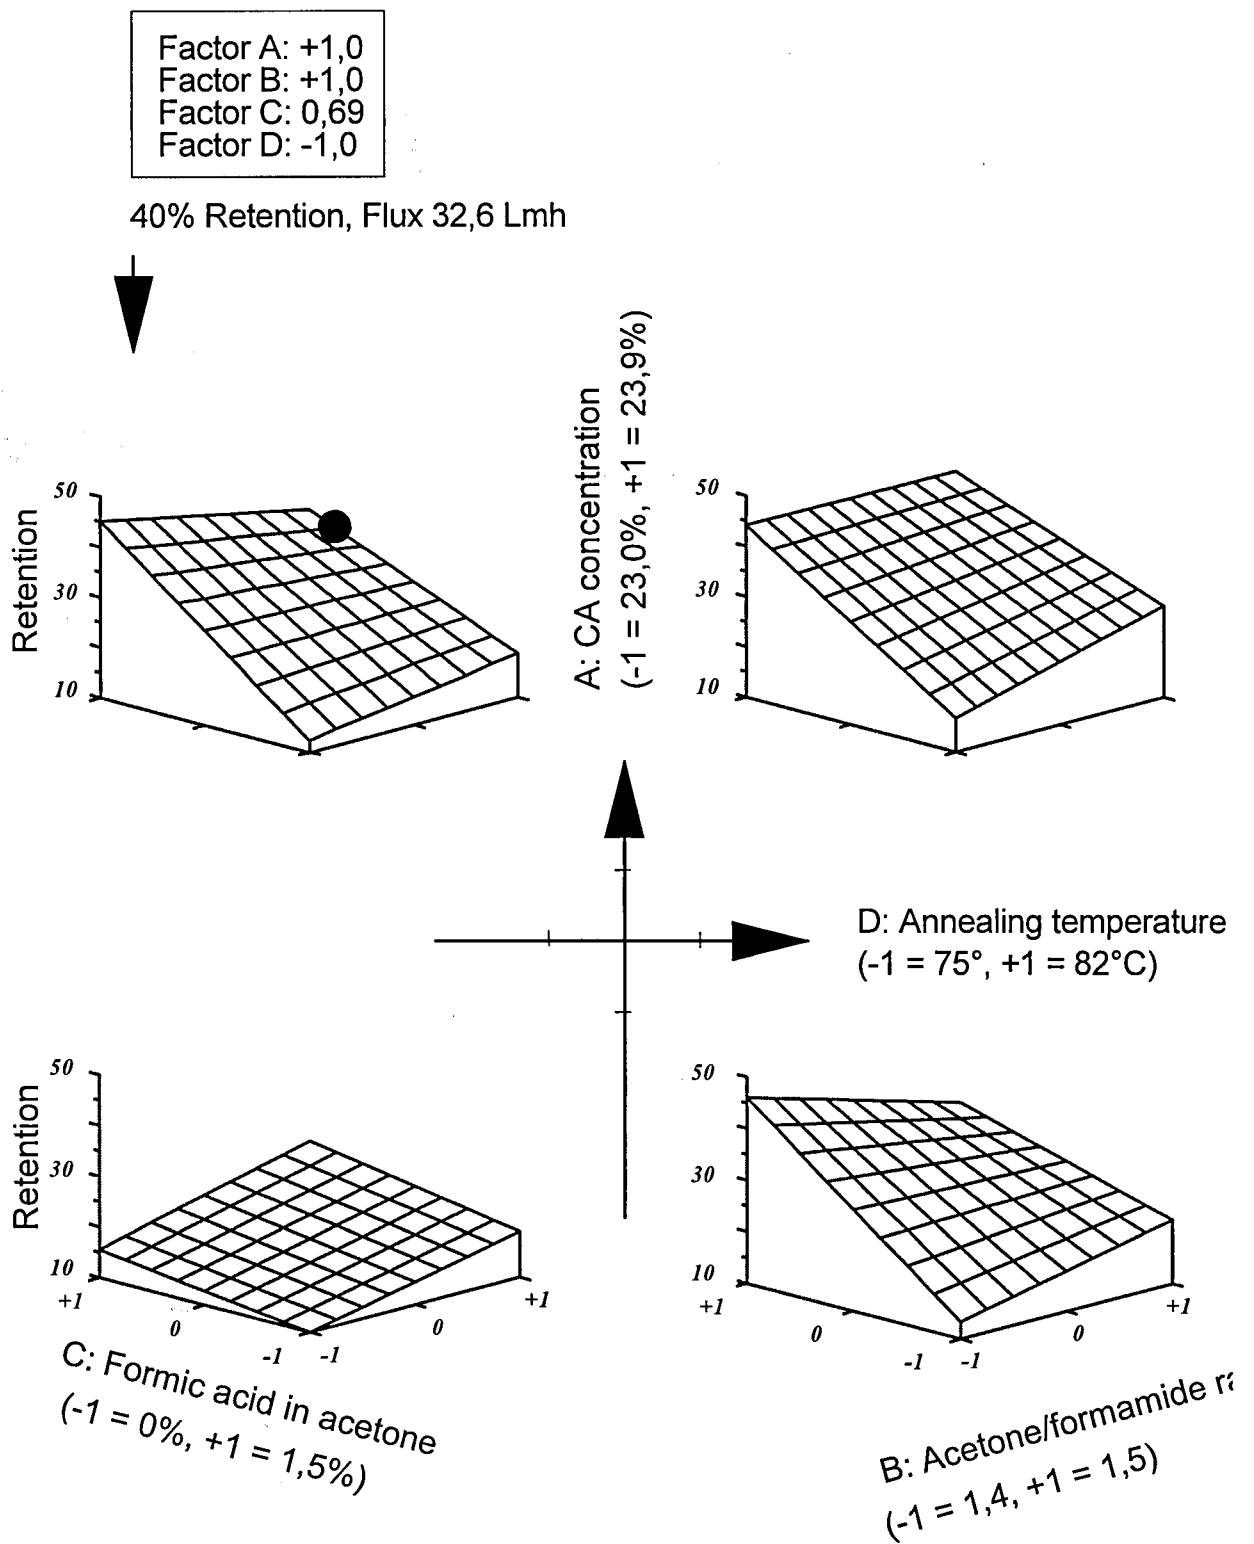 Factor A: +1,0
Factor B: +1,0
Factor C: 0,69
Factor D: -1,0
40% Retention, Flux 32,6 Lmh
A: CA concentration
(-1 = 23,0%, +1 = 23,9%)
Retention
50
30
10
50
30
10
D: Annealing temperature
(-1 = 75°, +1 = 82°C)
Retention
50
30
10
+1
0
-1
-1
0
+1
50
30
10
+1
0
-1
-1
0
+1
C: Formic acid in acetone
(-1 = 0%, +1 = 1,5%)
B: Acetone/formamide
(-1 = 1,4, +1 = 1,5)